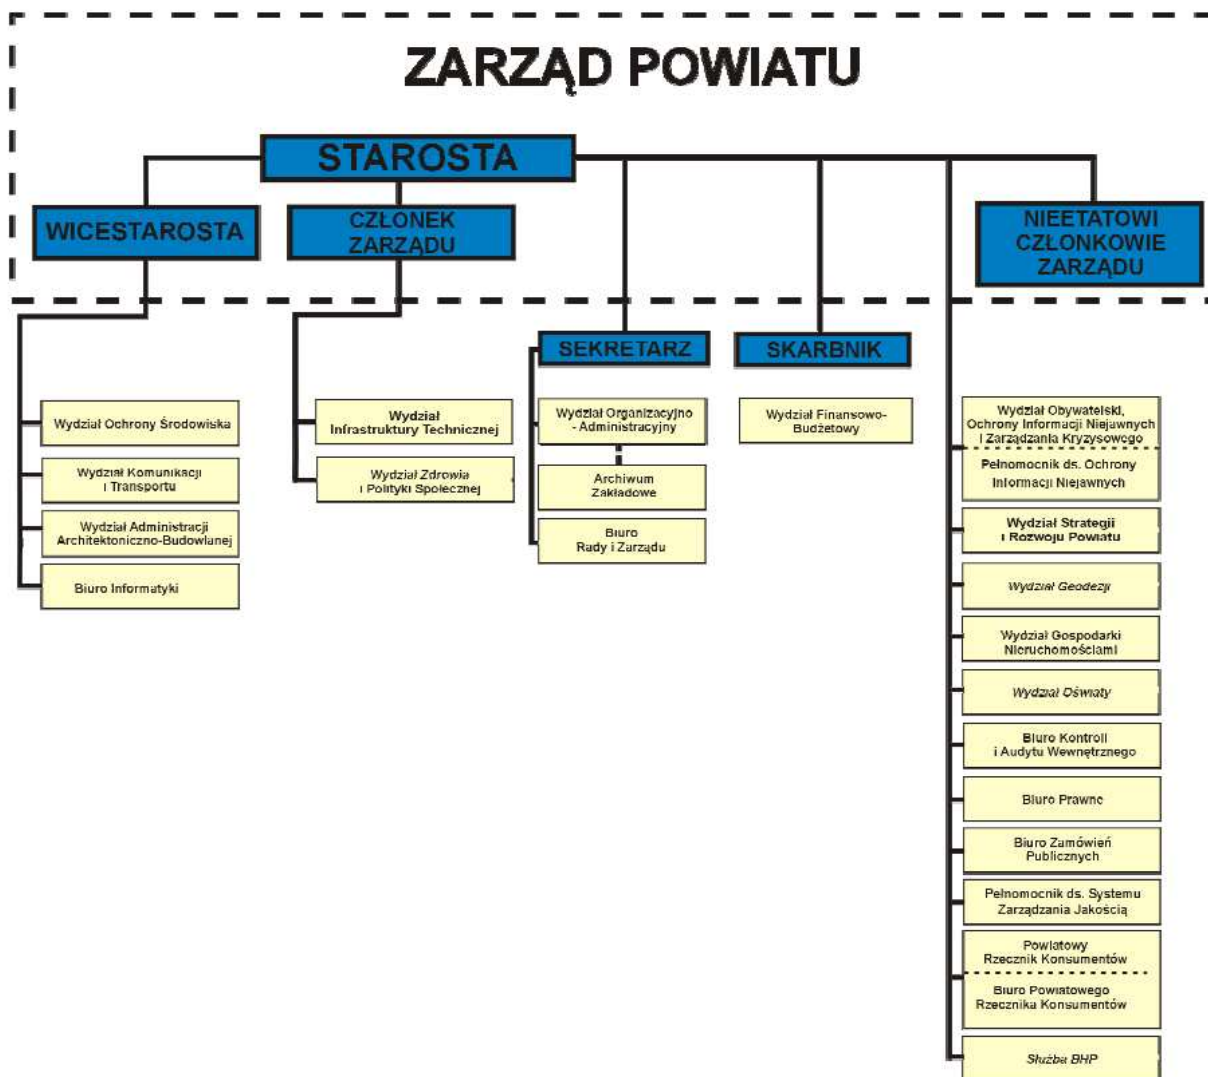 ZARZĄD POWIATU
STAROSTA
WICESTAROSTA
CZŁONEK
ZARZĄDU
NIEETATOWI
CZŁONKOWIE
ZARZĄDU
SEKRETARZ
SKARBNIK
Wydział Ochrony Środowiska
Wydział Komunikacji
i Transportu
Wydział Administracji
Architektoniczno-Budowlanej
Biuro Informatyki
Wydział
Infrastruktury Technicznej
Wydział Zdrowia
i Polityki Społecznej
Wydział Organizacyjno
- Administracyjny
Archiwum
Zakładowe
Biuro
Rady i Zarządu
Wydział Finansowo-
Budżetowy
Wydział Obywatelski,
Ochrony Informacji Niejawnych
i Zarządzania Kryzysowego
Pełnomocnik ds. Ochrony
Informacji Niejawnych
Wydział Strategii
i Rozwoju Powiatu
Wydział Geodezji
Wydział Gospodarki
Nieruchomościami
Wydział Oświaty
Biuro Kontroli
i Audytu Wewnętrznego
Biuro Prawne
Biuro Zamówień
Publicznych
Pełnomocnik ds. Systemu
Zarządzania Jakością
Powiatowy
Rzecznik Konsumentów
Biuro Powiatowego
Rzecznika Konsumentów
Służba BHP